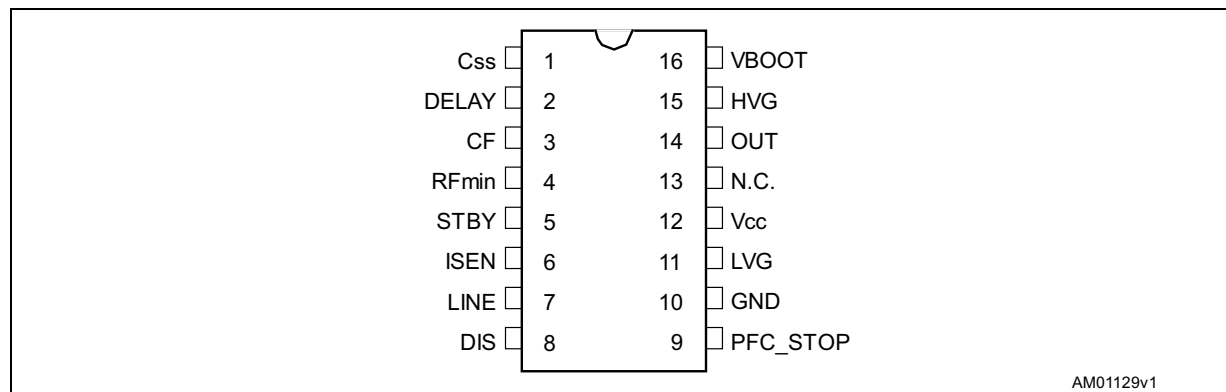 Css 1 16 VBOOT
DELAY 2 15 HVG
CF 3 14 OUT
RFmin 4 13 N.C.
STBY 5 12 Vcc
ISEN 6 11 LVG
LINE 7 10 GND
DIS 8 9 PFC_STOP
AM01129v1